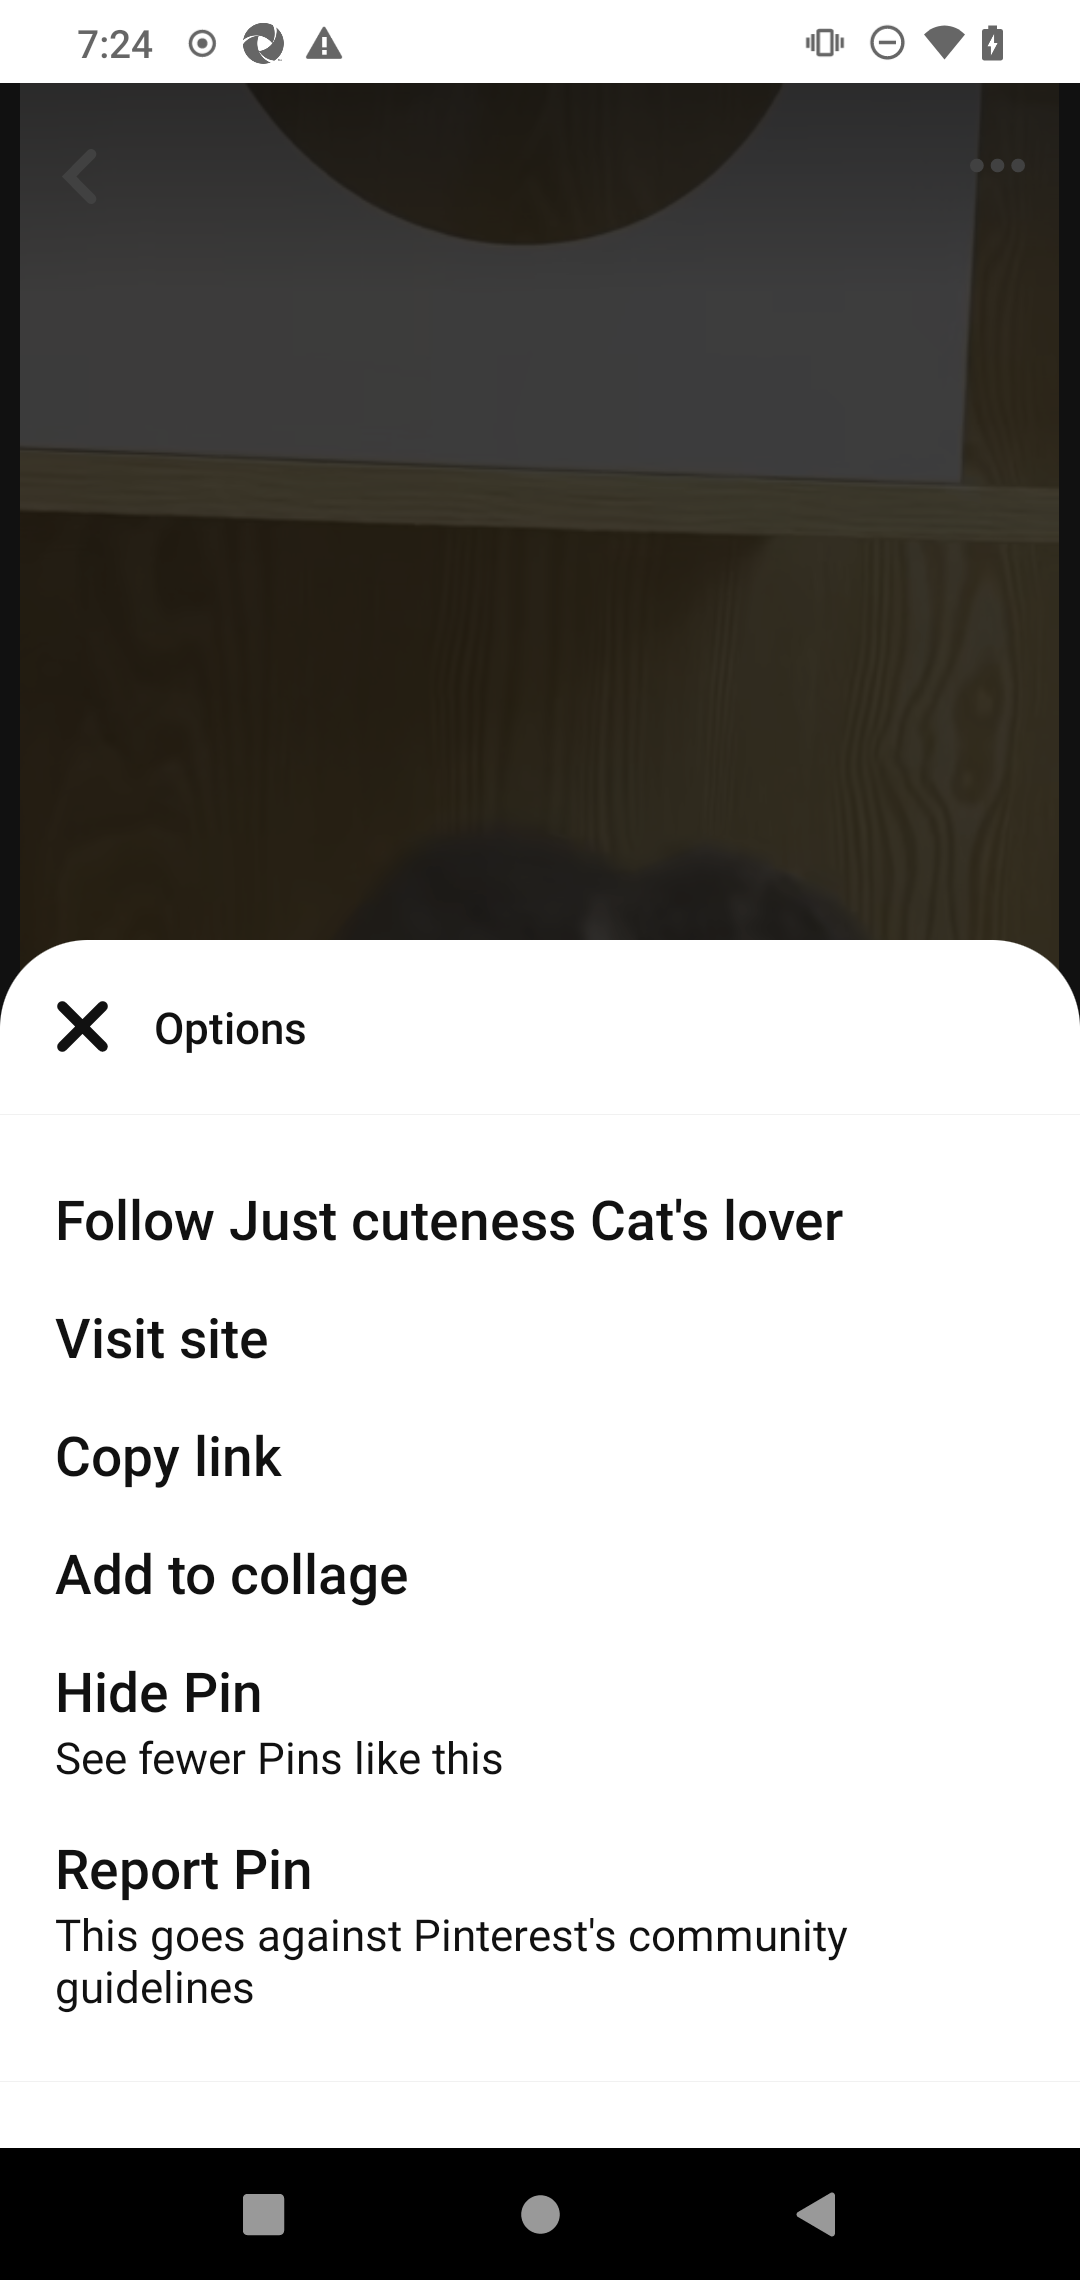 7:24
Options
Follow Just cuteness Cat's lover
Visit site
Copy link
Add to collage
Hide Pin
See fewer Pins like this
Report Pin
This goes against Pinterest's community
guidelines